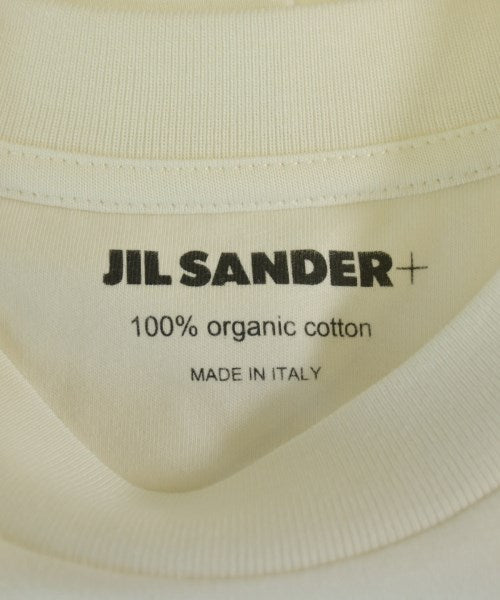 JIL SANDER+
100% organic cotton
MADE IN ITALY